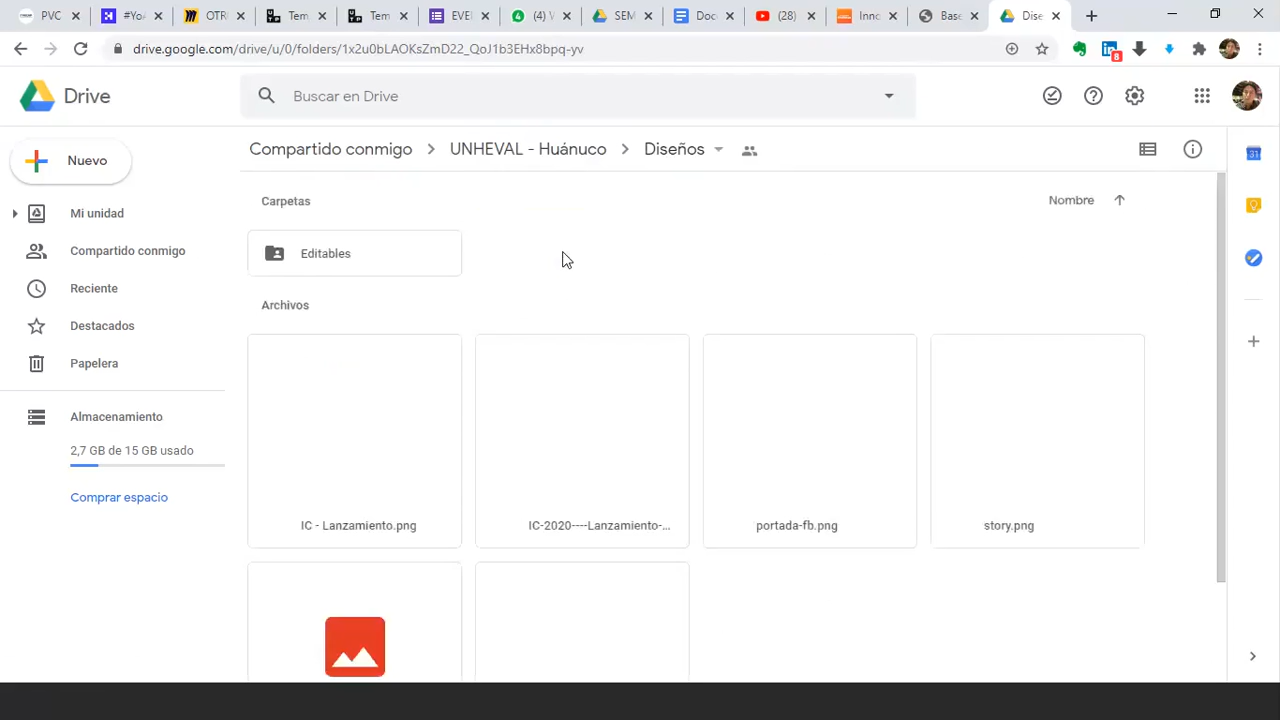 PVC
#Yo
OTR
Tem
Tem
EVE
(4) V
SEM
Doc
(28)
Inno
Base
Dise
drive.google.com/drive/u/0/folders/1x2u0bLAOKsZmD22_QoJ1b3EHx8bpq-yv
8
Drive
Buscar en Drive
Nuevo
Compartido conmigo > UNHEVAL - Huánuco > Diseños
Mi unidad
Compartido conmigo
Reciente
Destacados
Papelera
Almacenamiento
2,7 GB de 15 GB usado
Comprar espacio
Carpetas
Nombre
Editables
Archivos
IC - Lanzamiento.png
IC-2020----Lanzamiento-...
portada-fb.png
story.png
31